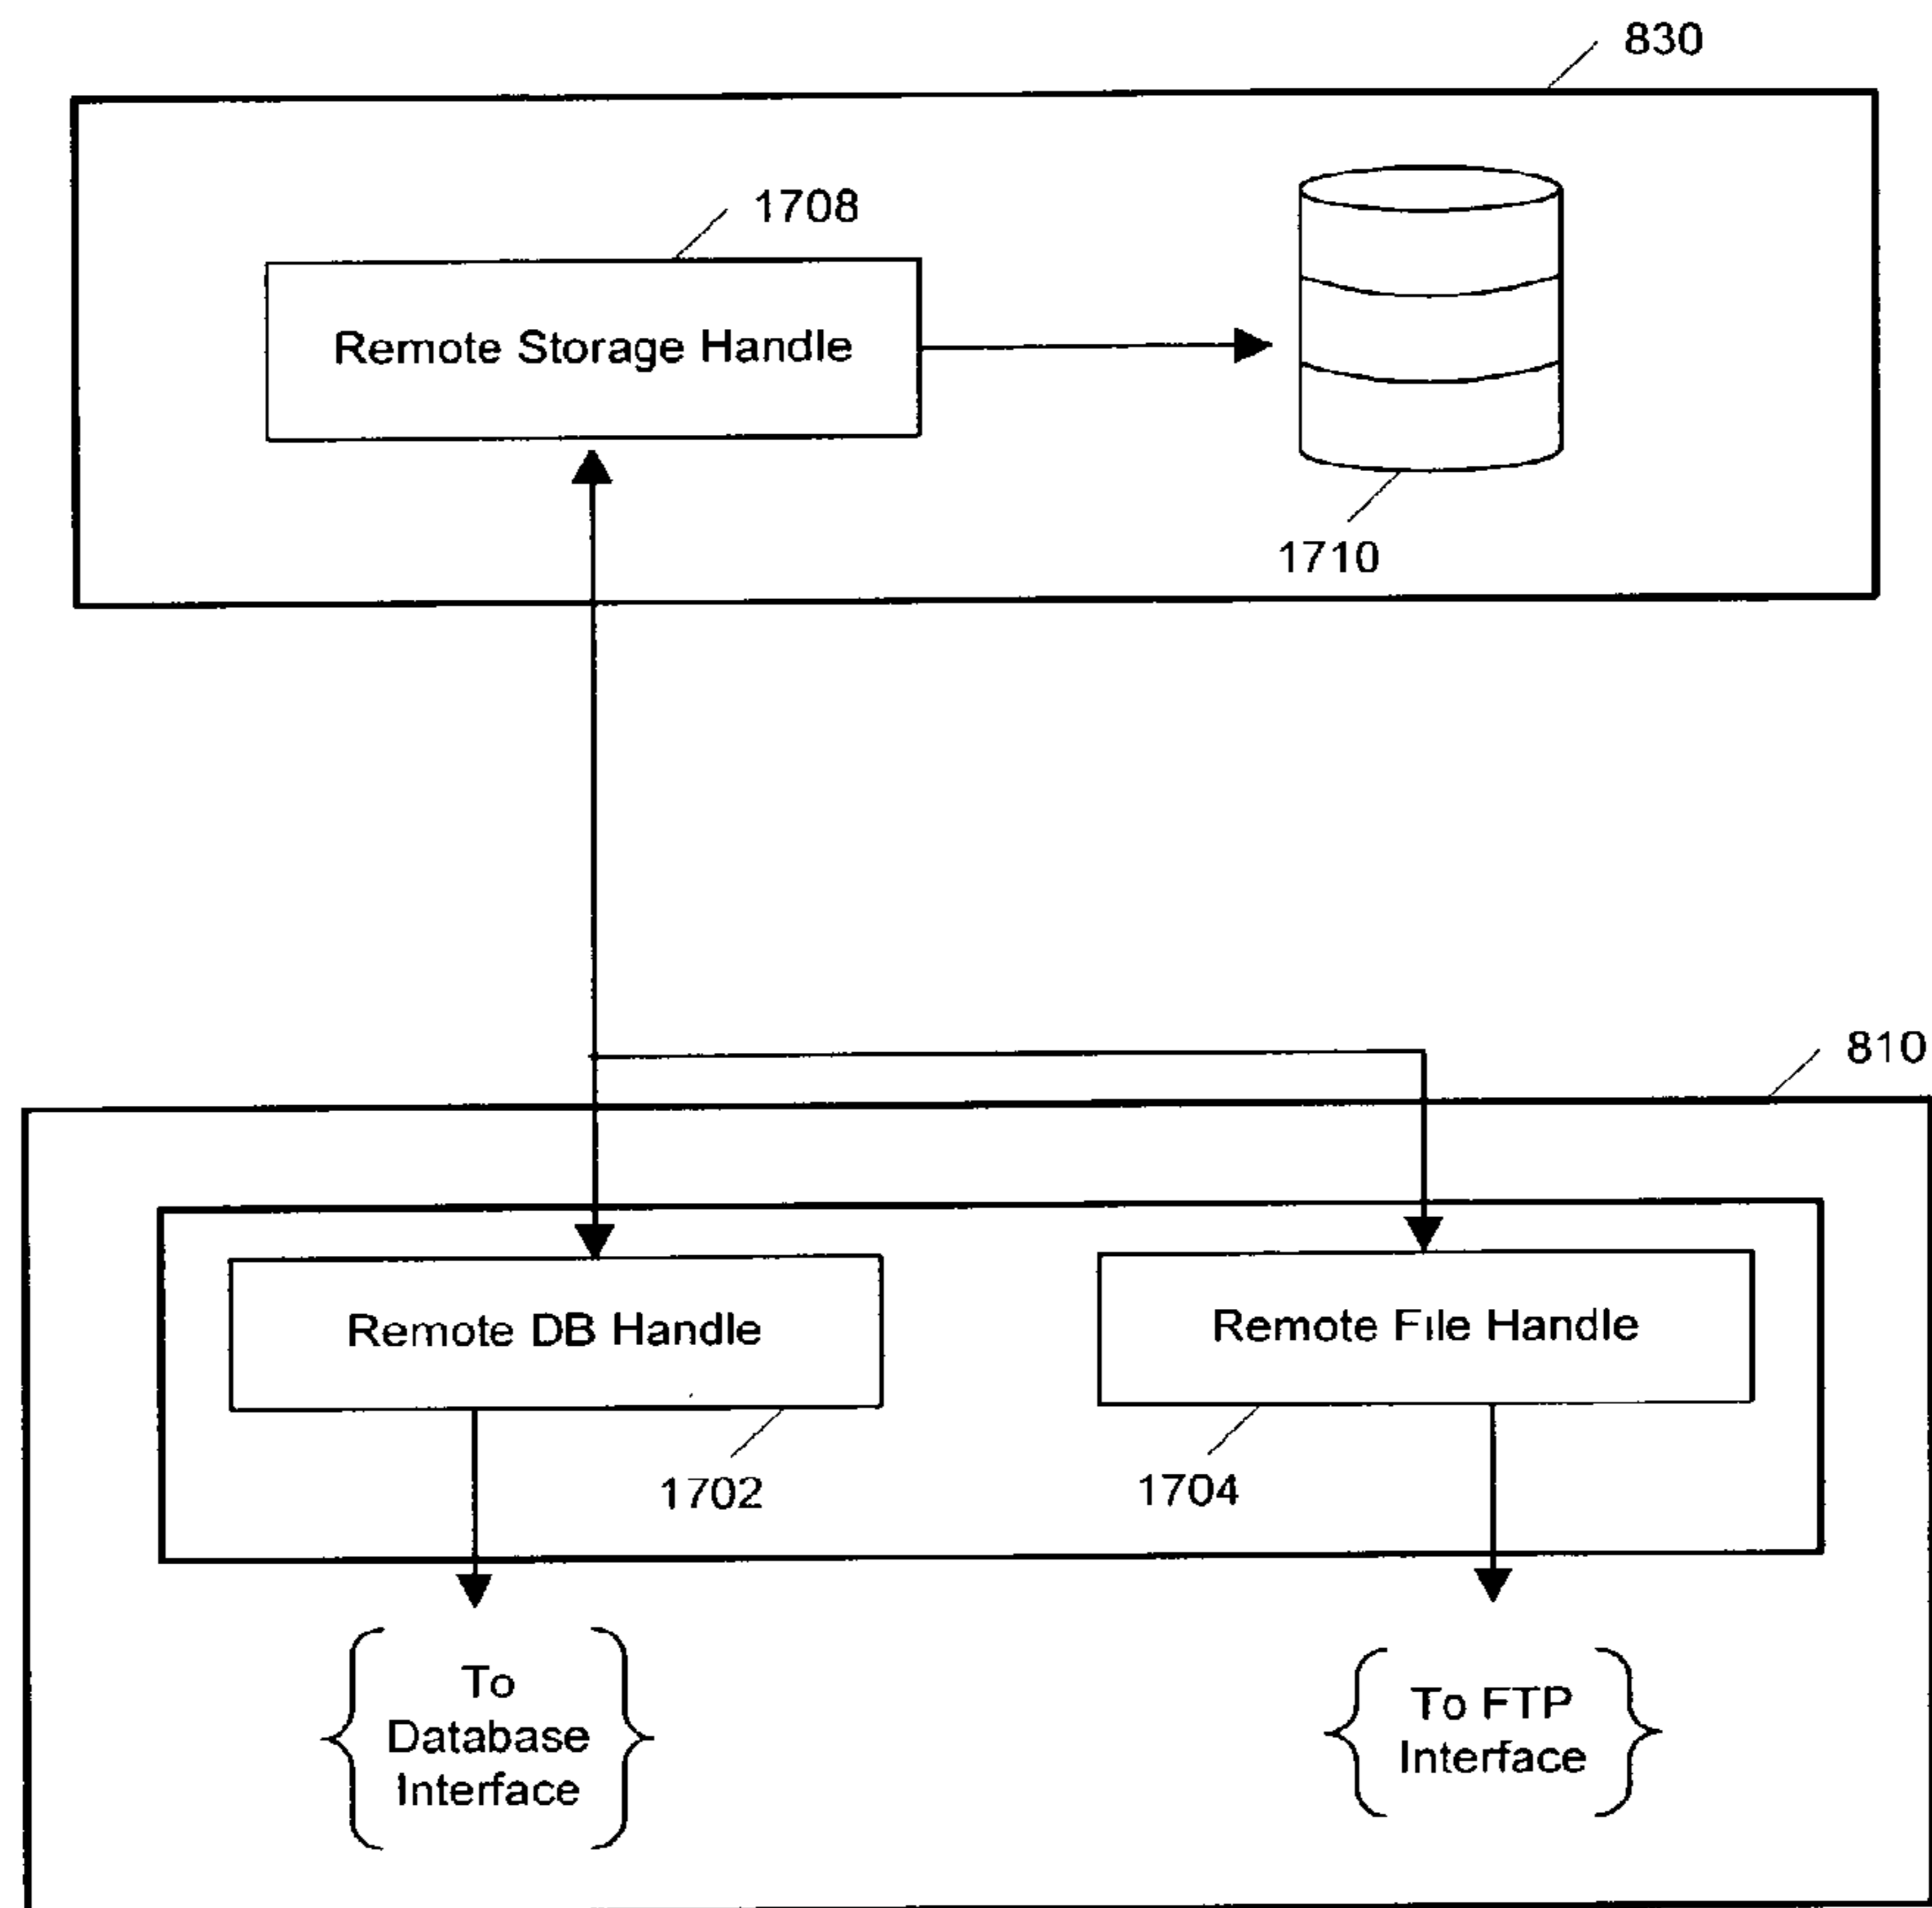 830
1708
Remote Storage Handle
1710
810
Remote DB Handle
Remote File Handle
1702
1704
To
Database
Interface
To FTP
Interface